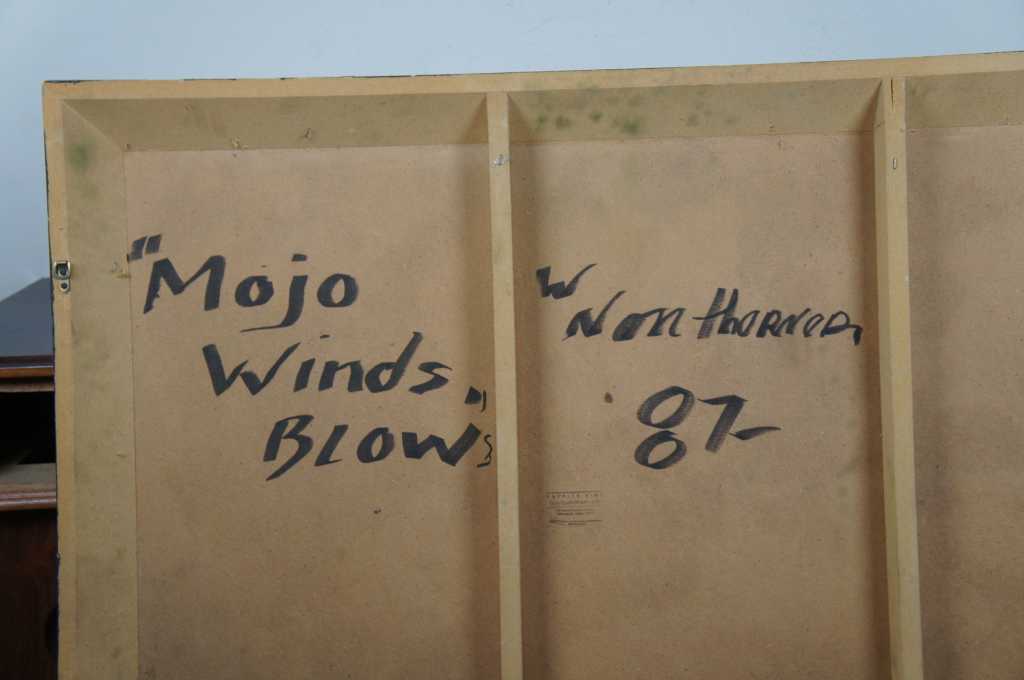 "Mojo
Winds,
BLOWS"
W
Non Thorner
87-